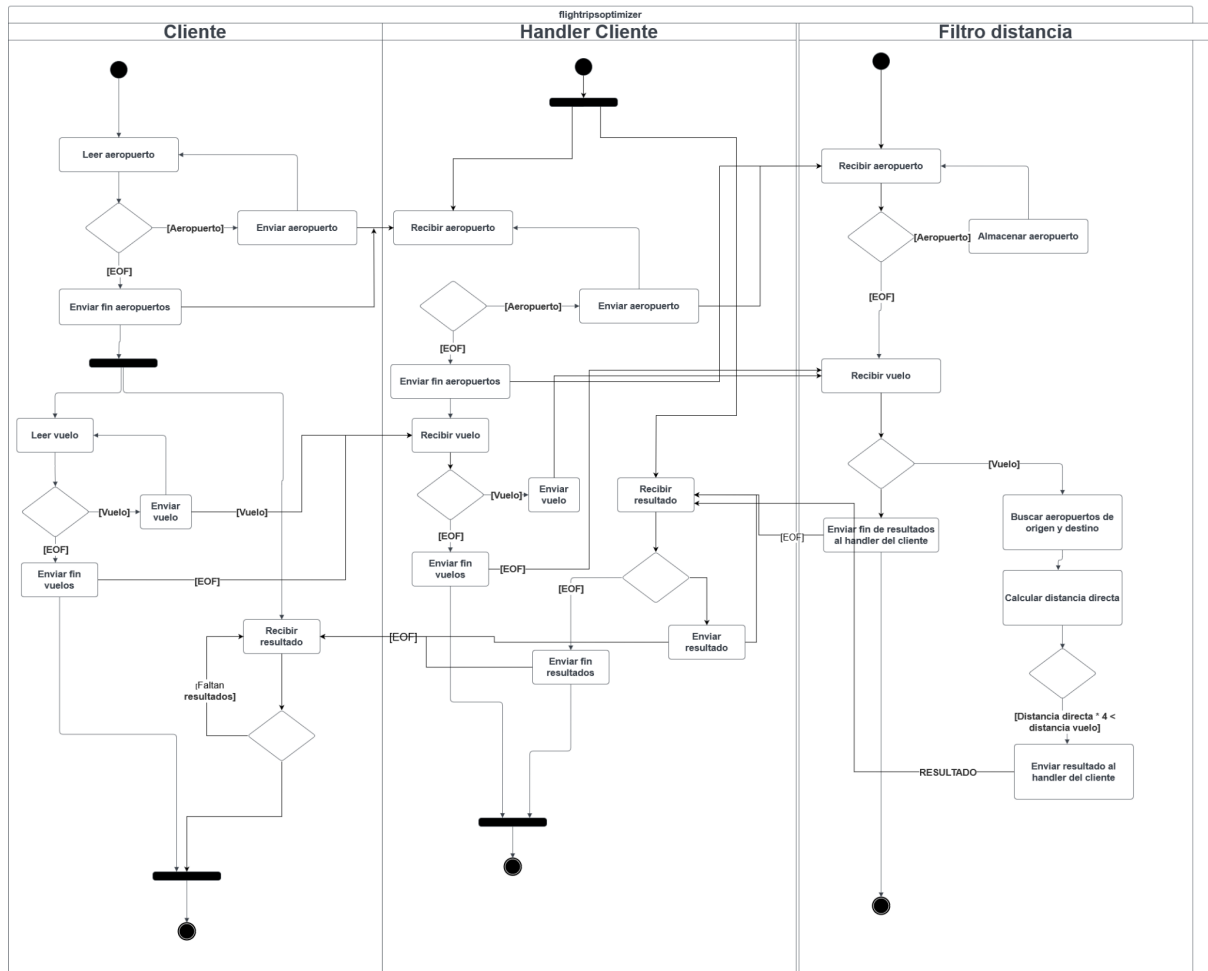 flightripsoptimizer
Cliente
Handler Cliente
Filtro distancia
Leer aeropuerto
[Aeropuerto]
Enviar aeropuerto
[EOF]
Enviar fin aeropuertos
Leer vuelo
[Vuelo]
Enviar
vuelo
[Vuelo]
[EOF]
Enviar fin
vuelos
[EOF]
Recibir
resultado
¡Faltan
resultados]
Recibir aeropuerto
[Aeropuerto]
Enviar aeropuerto
[EOF]
Enviar fin aeropuertos
Recibir vuelo
[Vuelo]
Enviar
vuelo
[EOF]
Enviar fin
vuelos
[EOF]
Recibir
resultado
[EOF]
Enviar
resultado
[EOF]
Enviar fin
resultados
Recibir aeropuerto
[Aeropuerto]
Almacenar aeropuerto
[EOF]
Recibir vuelo
[Vuelo]
Buscar aeropuertos de
origen y destino
Enviar fin de resultados
al handler del cliente
[EOF]
Calcular distancia directa
[Distancia directa * 4 <
distancia vuelo]
Enviar resultado al
handler del cliente
RESULTADO